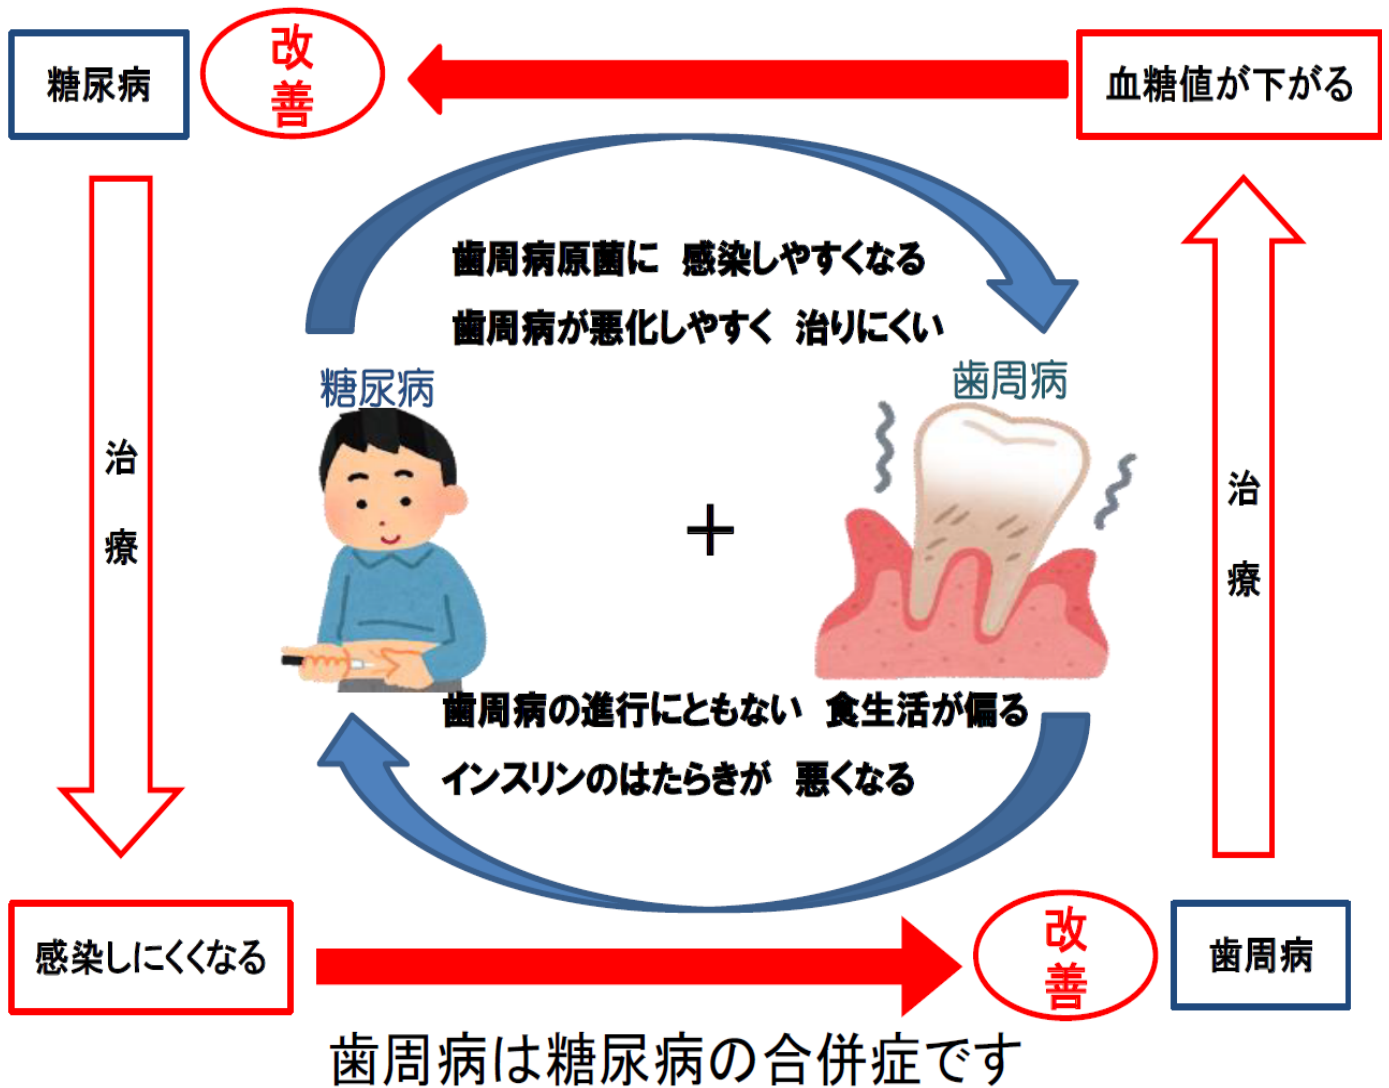 糖尿病
改善
血糖値が下がる
歯周病原菌に 感染しやすくなる
歯周病が悪化しやすく 治りにくい
糖尿病
歯周病
治療
＋
治療
歯周病の進行にともない 食生活が偏る
インスリンのはたらきが 悪くなる
感染しにくくなる
改善
歯周病
歯周病は糖尿病の合併症です